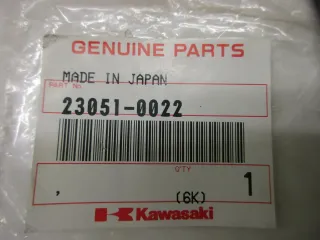 GENUINE PARTS
MADE IN JAPAN
PART No
23051-0022
Q'TY
, (6K) 1
Kawasaki